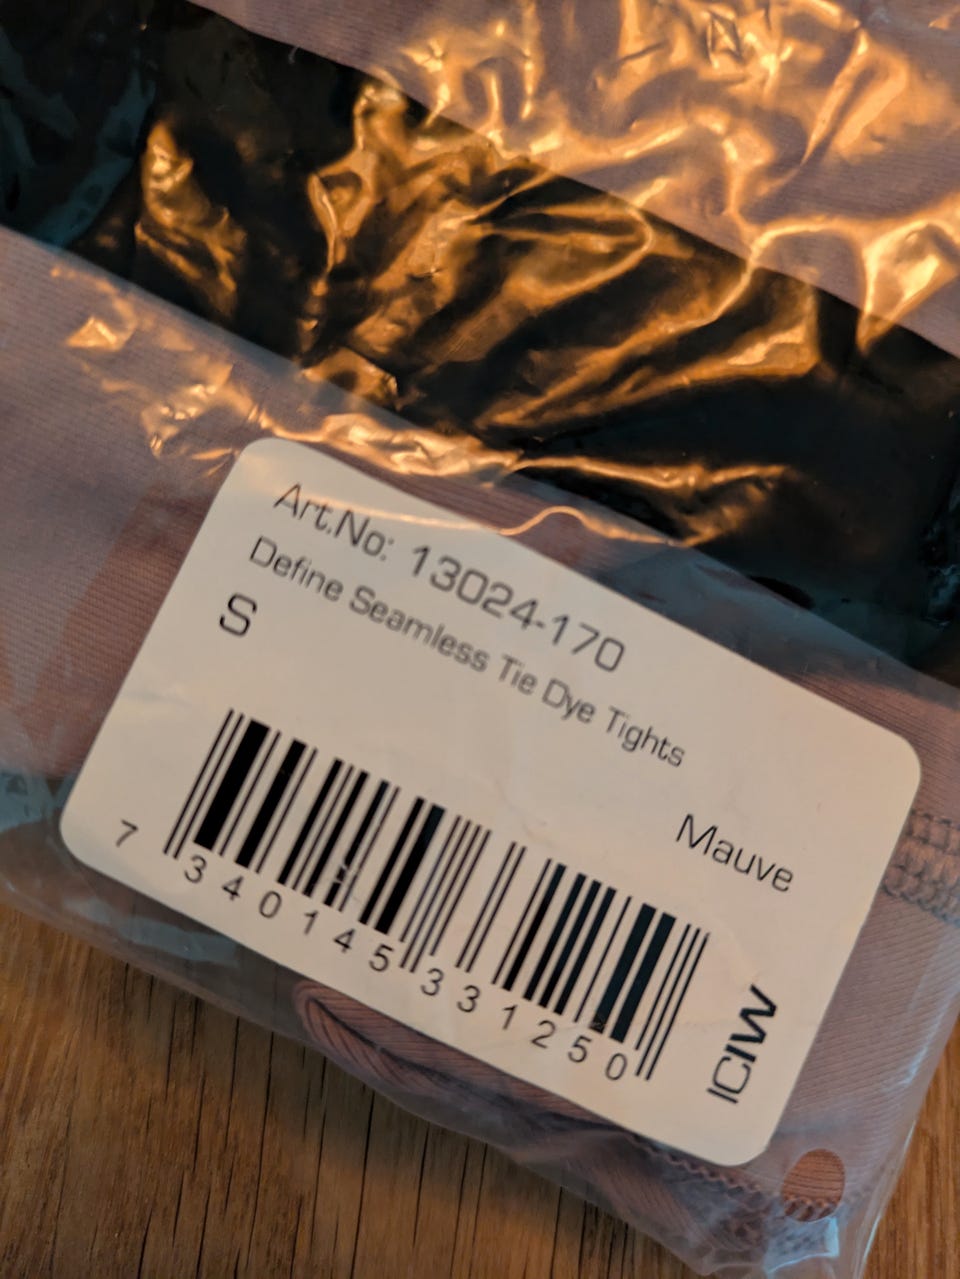 Art.No: 13024-170
Define Seamless Tie Dye Tights
S
Mauve
7 340145 331250
ICIW